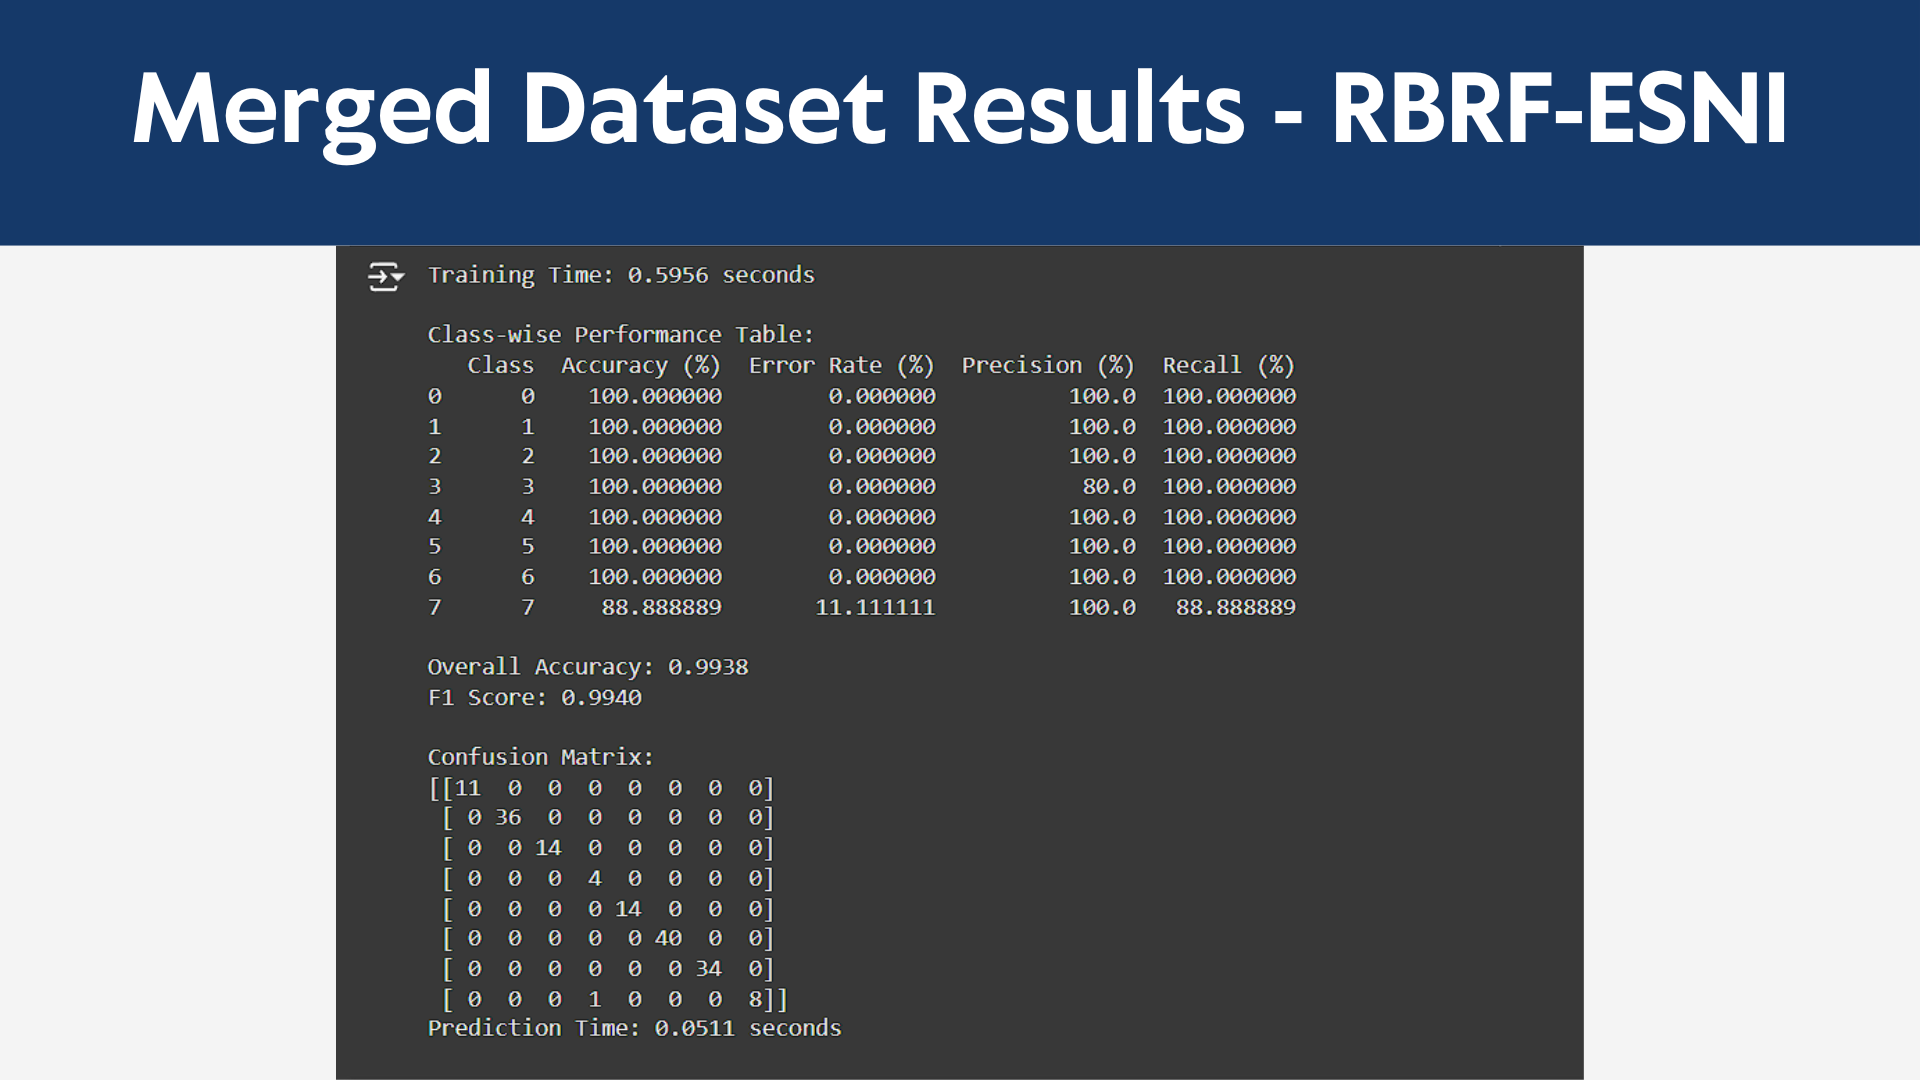 Merged Dataset Results - RBRF-ESNI
Training Time: 0.5956 seconds
Class-wise Performance Table:
   Class  Accuracy (%)  Error Rate (%)  Precision (%)  Recall (%)
0      0    100.000000        0.000000          100.0  100.000000
1      1    100.000000        0.000000          100.0  100.000000
2      2    100.000000        0.000000          100.0  100.000000
3      3    100.000000        0.000000           80.0  100.000000
4      4    100.000000        0.000000          100.0  100.000000
5      5    100.000000        0.000000          100.0  100.000000
6      6    100.000000        0.000000          100.0  100.000000
7      7     88.888889       11.111111          100.0   88.888889
Overall Accuracy: 0.9938
F1 Score: 0.9940
Confusion Matrix:
[[11  0  0  0  0  0  0  0]
 [ 0 36  0  0  0  0  0  0]
 [ 0  0 14  0  0  0  0  0]
 [ 0  0  0  4  0  0  0  0]
 [ 0  0  0  0 14  0  0  0]
 [ 0  0  0  0  0 40  0  0]
 [ 0  0  0  0  0  0 34  0]
 [ 0  0  0  1  0  0  0  8]]
Prediction Time: 0.0511 seconds